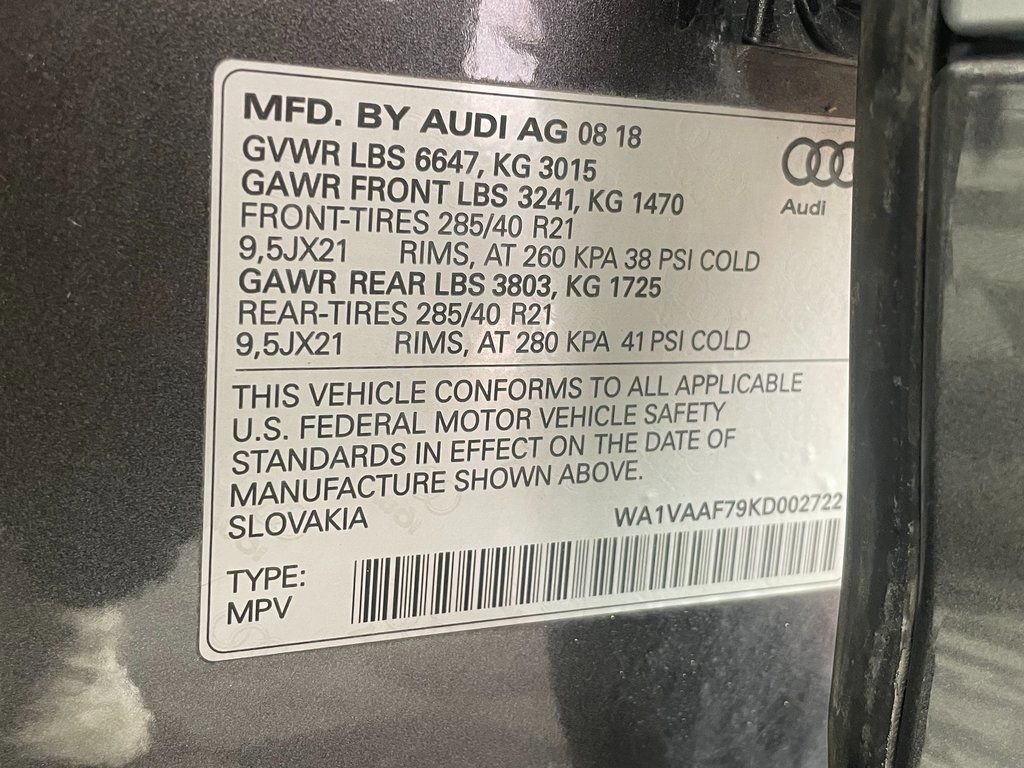 MFD. BY AUDI AG 08 18
GVWR LBS 6647, KG 3015
GAWR FRONT LBS 3241, KG 1470
FRONT-TIRES 285/40 R21
9,5JX21 RIMS, AT 260 KPA 38 PSI COLD
GAWR REAR LBS 3803, KG 1725
REAR-TIRES 285/40 R21
9,5JX21 RIMS, AT 280 KPA 41 PSI COLD
Audi
THIS VEHICLE CONFORMS TO ALL APPLICABLE
U.S. FEDERAL MOTOR VEHICLE SAFETY
STANDARDS IN EFFECT ON THE DATE OF
MANUFACTURE SHOWN ABOVE.
SLOVAKIA WA1VAAF79KD002722
TYPE:
MPV